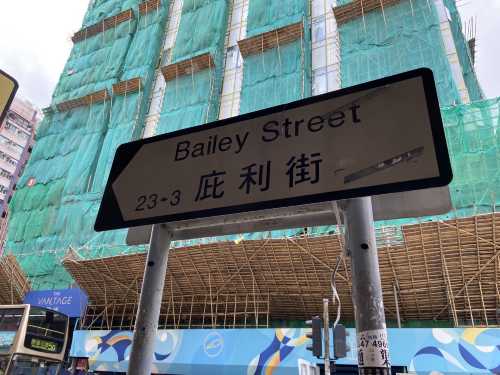 Bailey Street
23→3 庇利街
THE
VANTAGE